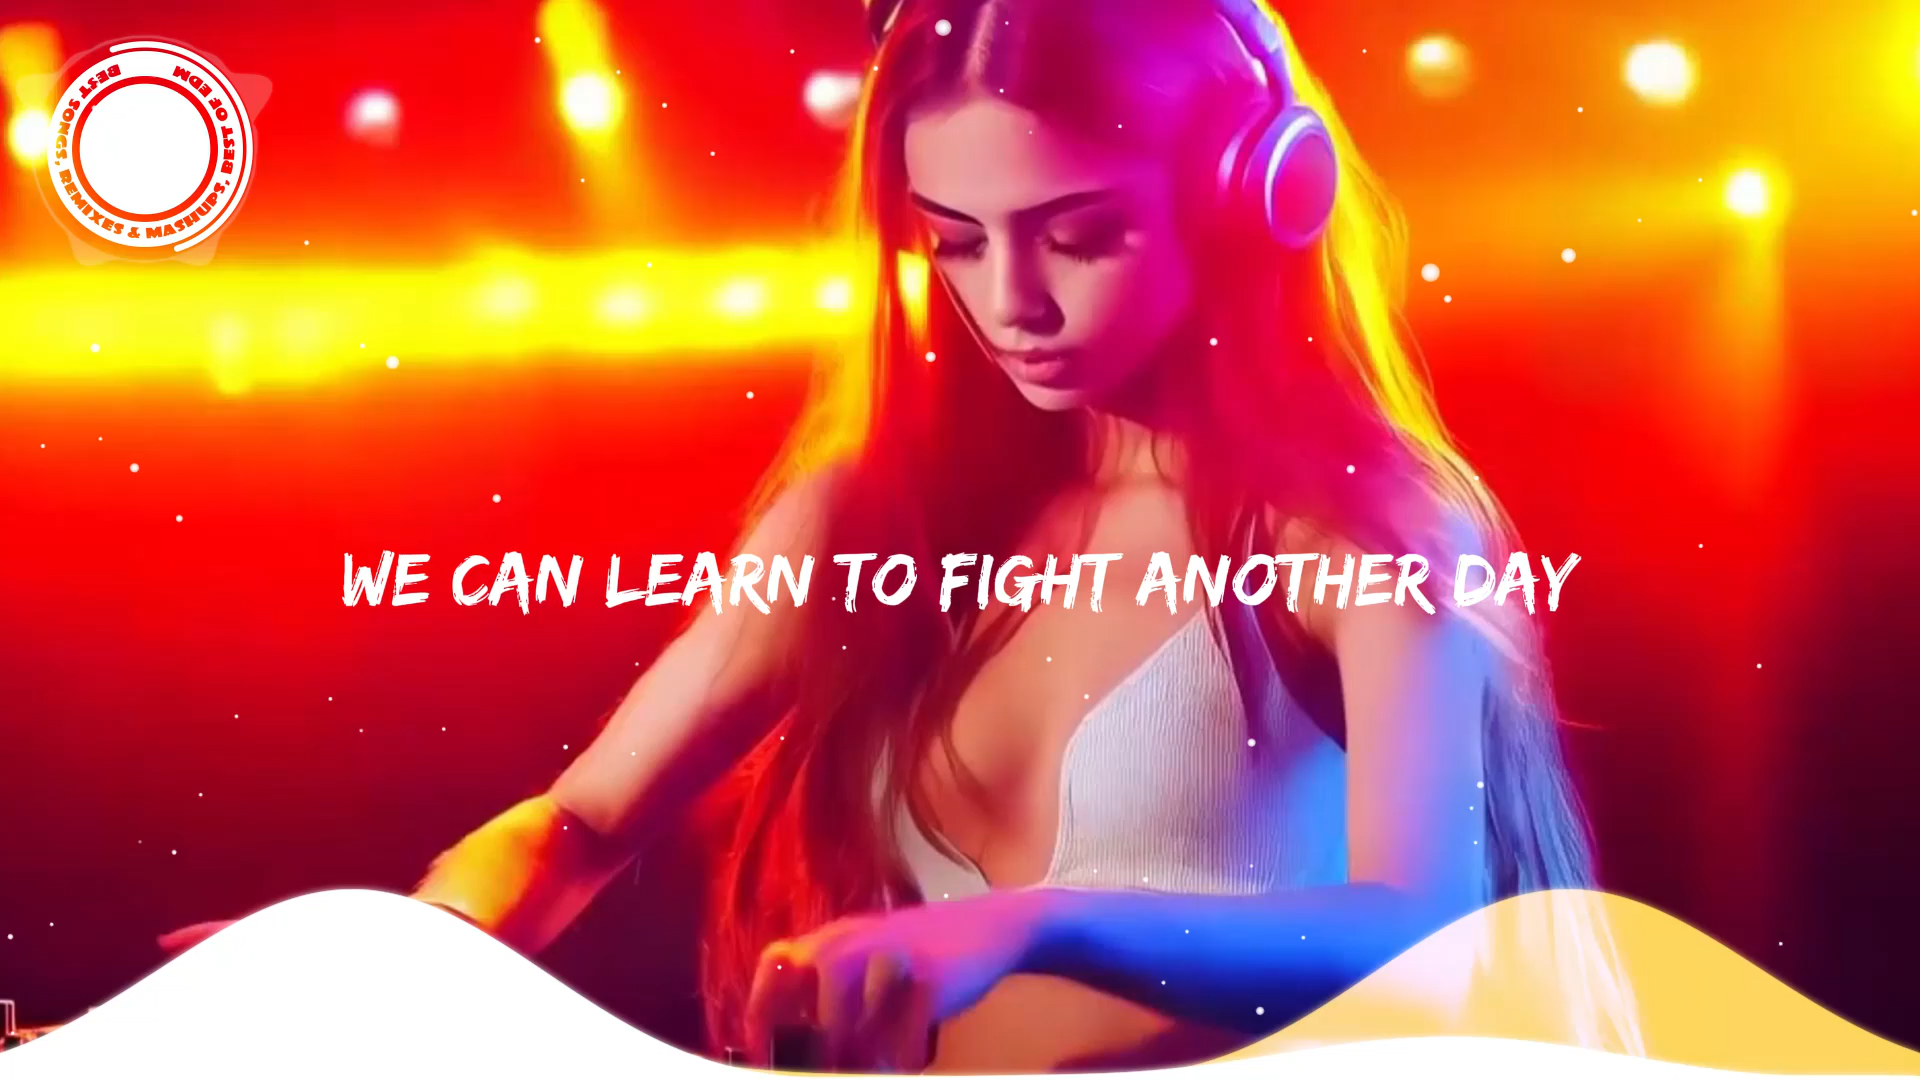 BEST SONGS, REMIXES & MASHUPS, BEST OF EDM
WE CAN LEARN TO FIGHT ANOTHER DAY